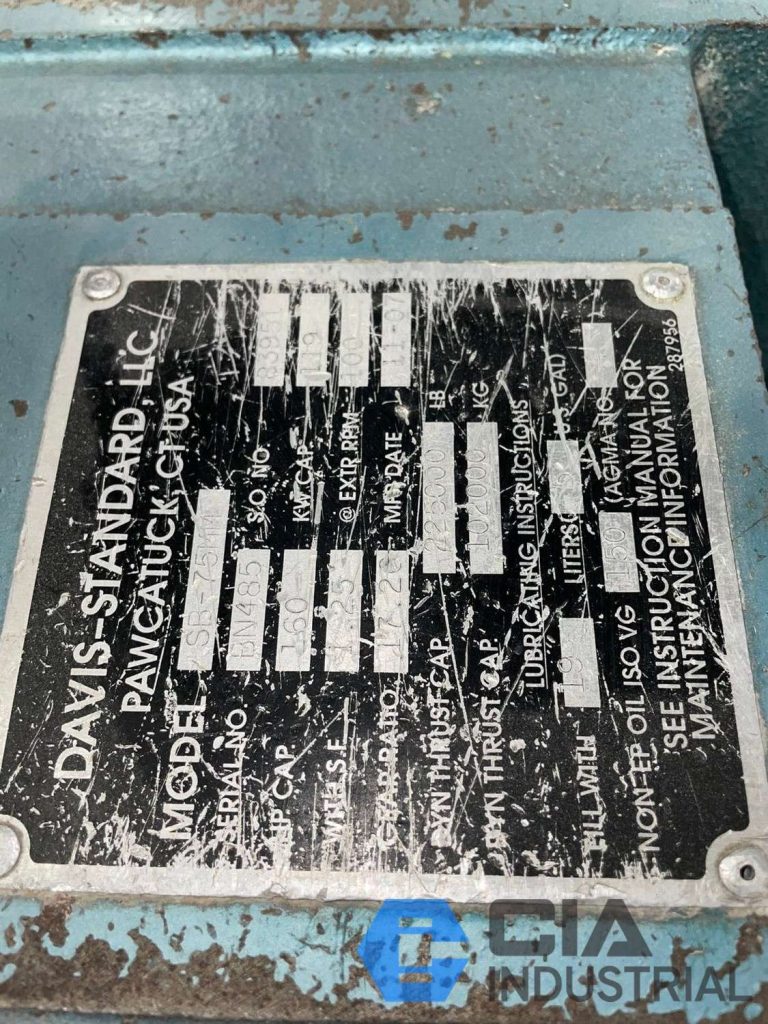 DAVIS-STANDARD, LLC
PAWCATUCK, CT USA
MODEL SB-75MM
SERIAL NO. BN485 S.O. NO 83951
HP CAP 160 KW CAP 119
WITH S.F. 1.25 @ EXTR. RPM 100
GEAR RATIO 17.26 MFR DATE 11-07
DYN THRUST CAP. LB
DYN THRUST CAP. 102000 KG
LUBRICATING INSTRUCTIONS
FILL WITH 19 LITERS U.S. GAL)
NON-EP OIL ISO VG 150 (AGMA NO.
SEE INSTRUCTION MANUAL FOR
MAINTENANCE INFORMATION
287956
CIA
INDUSTRIAL